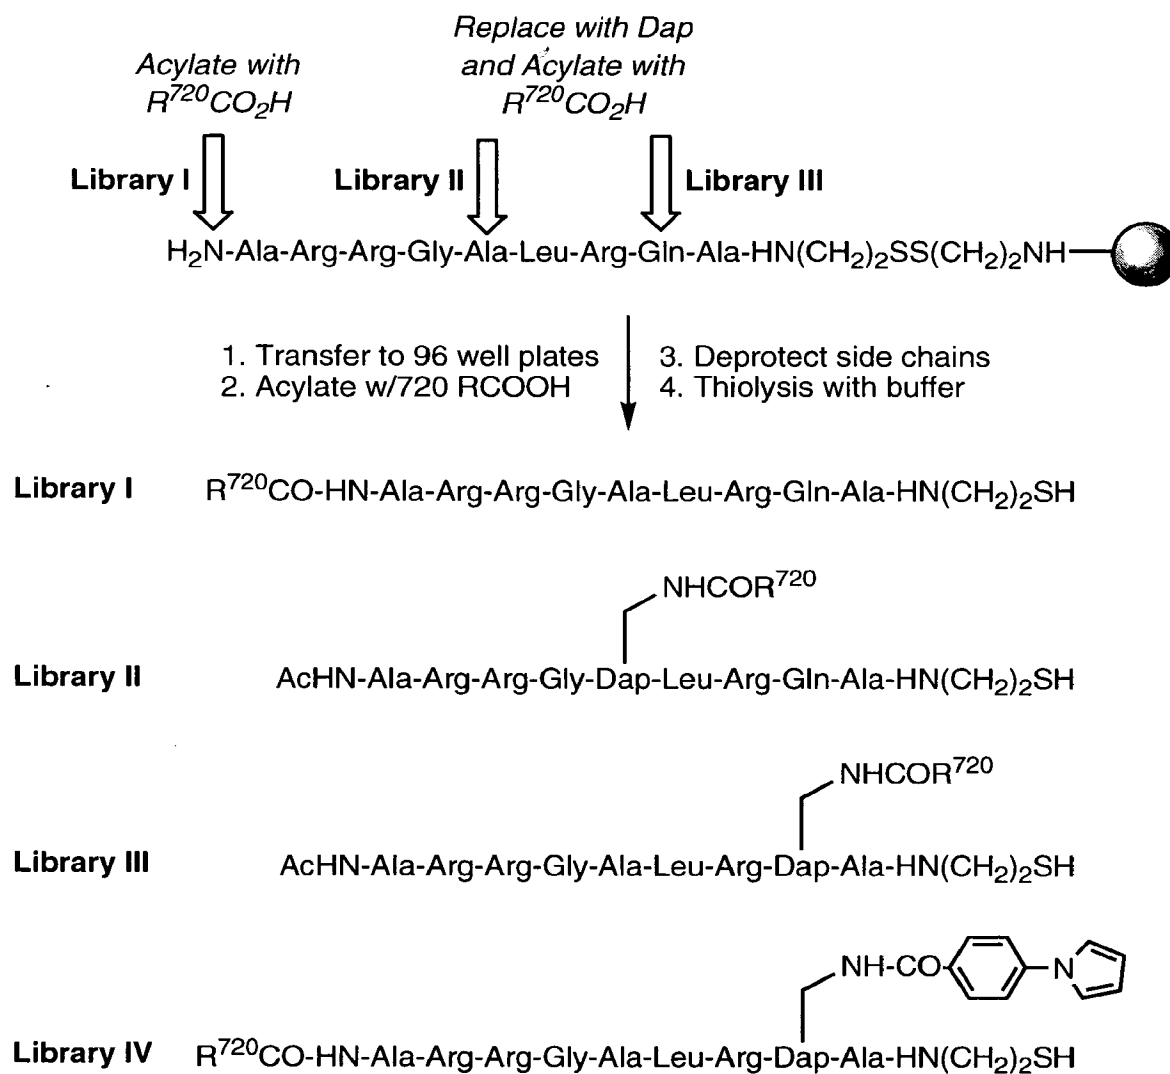 Replace with Dap
and Acylate with
R⁷²⁰CO₂H
Acylate with
R⁷²⁰CO₂H
Library I
Library II
Library III
H₂N-Ala-Arg-Arg-Gly-Ala-Leu-Arg-Gln-Ala-HN(CH₂)₂SS(CH₂)₂NH
1. Transfer to 96 well plates
2. Acylate w/720 RCOOH
3. Deprotect side chains
4. Thiolysis with buffer
Library I R⁷²⁰CO-HN-Ala-Arg-Arg-Gly-Ala-Leu-Arg-Gln-Ala-HN(CH₂)₂SH
NHCOR⁷²⁰
Library II AcHN-Ala-Arg-Arg-Gly-Dap-Leu-Arg-Gln-Ala-HN(CH₂)₂SH
NHCOR⁷²⁰
Library III AcHN-Ala-Arg-Arg-Gly-Ala-Leu-Arg-Dap-Ala-HN(CH₂)₂SH
NH-CO N
Library IV R⁷²⁰CO-HN-Ala-Arg-Arg-Gly-Ala-Leu-Arg-Dap-Ala-HN(CH₂)₂SH